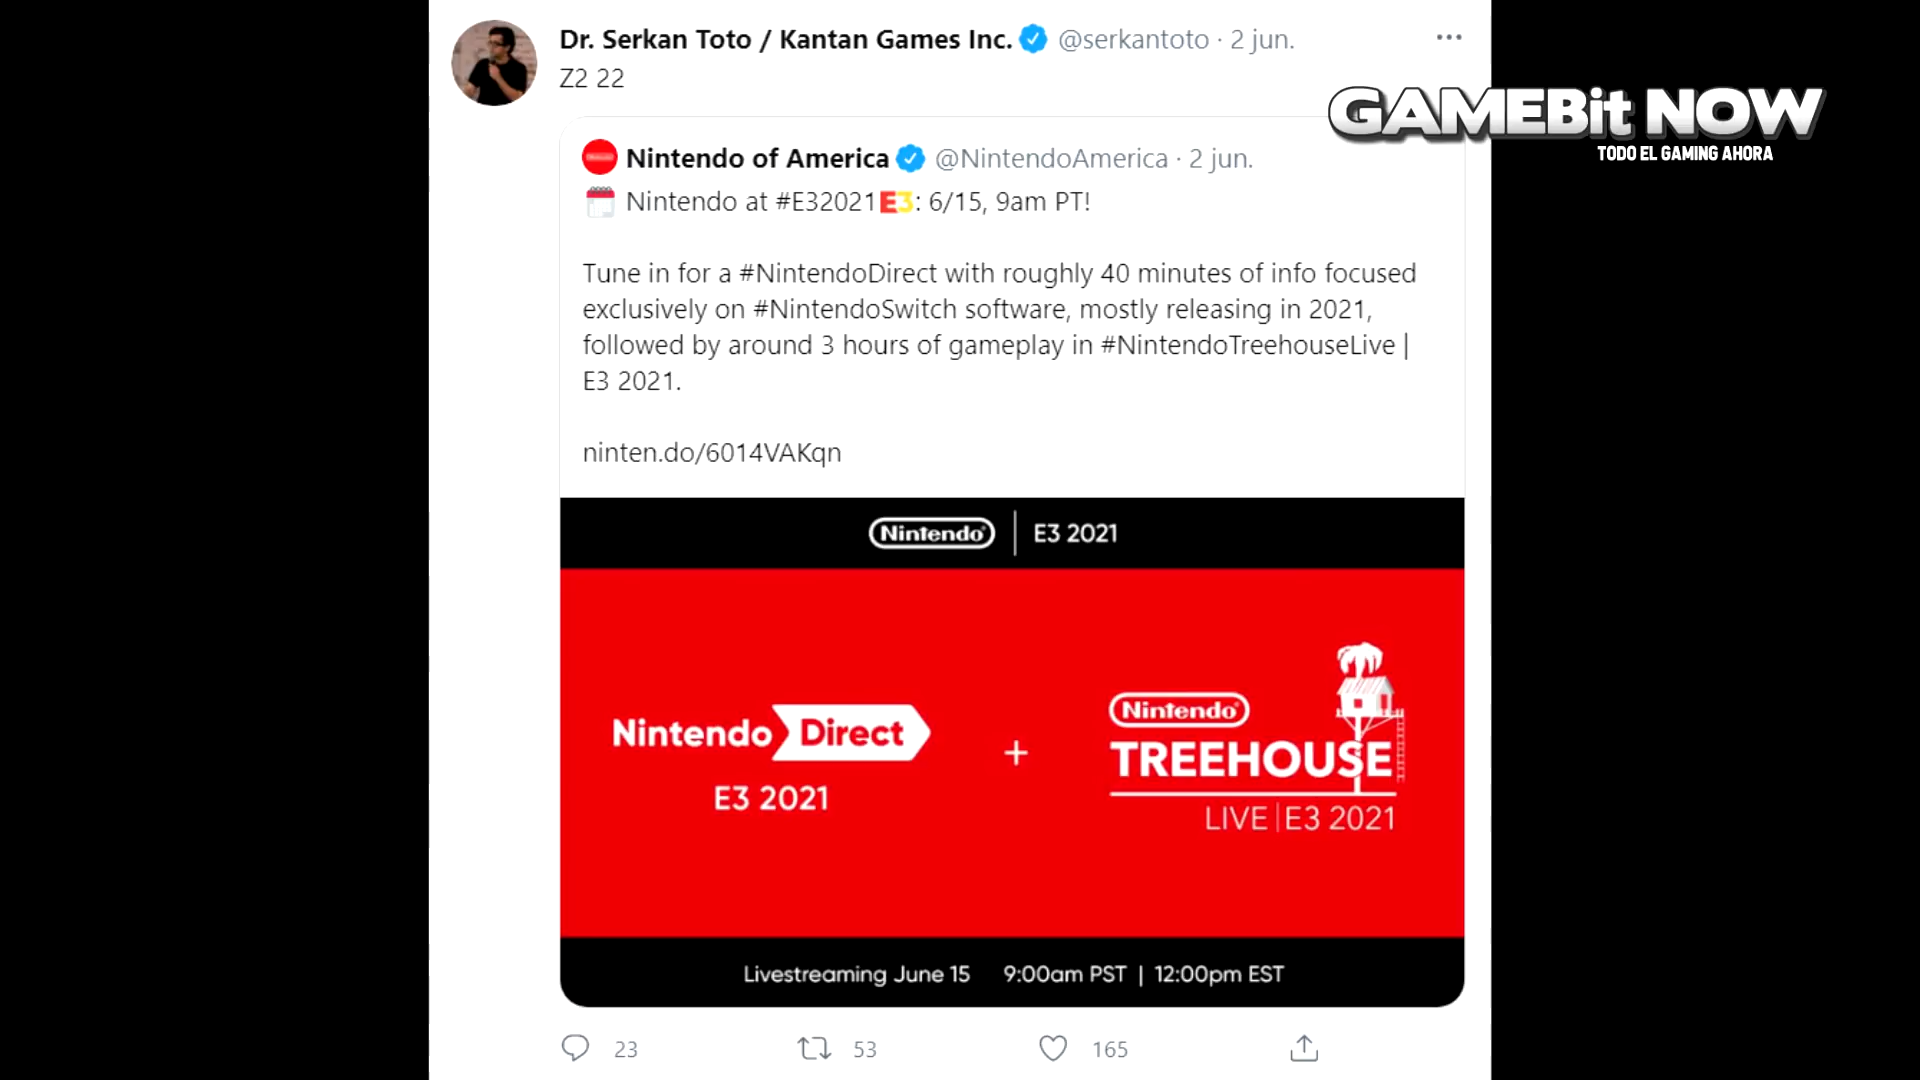 Dr. Serkan Toto / Kantan Games Inc. @serkantoto · 2 jun.
Z2 22
GAMEBit NOW
TODO EL GAMING AHORA
Nintendo of America @NintendoAmerica · 2 jun.
Nintendo at #E32021 E3: 6/15, 9am PT!
Tune in for a #NintendoDirect with roughly 40 minutes of info focused
exclusively on #NintendoSwitch software, mostly releasing in 2021,
followed by around 3 hours of gameplay in #NintendoTreehouseLive |
E3 2021.
ninten.do/6014VAKqn
Nintendo | E3 2021
Nintendo Direct
E3 2021
+
Nintendo
TREEHOUSE
LIVE | E3 2021
Livestreaming June 15 9:00am PST | 12:00pm EST
23 53 165